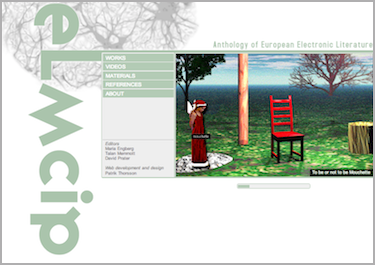 eLMcip
Anthology of European Electronic Literature
WORKS
VIDEOS
MATERIALS
REFERENCES
ABOUT
Mouchette
Editors:
Maria Engberg
Talan Memmott
David Prater
Web development and design:
Patrik Thomsson
To be or not to be Mouchette